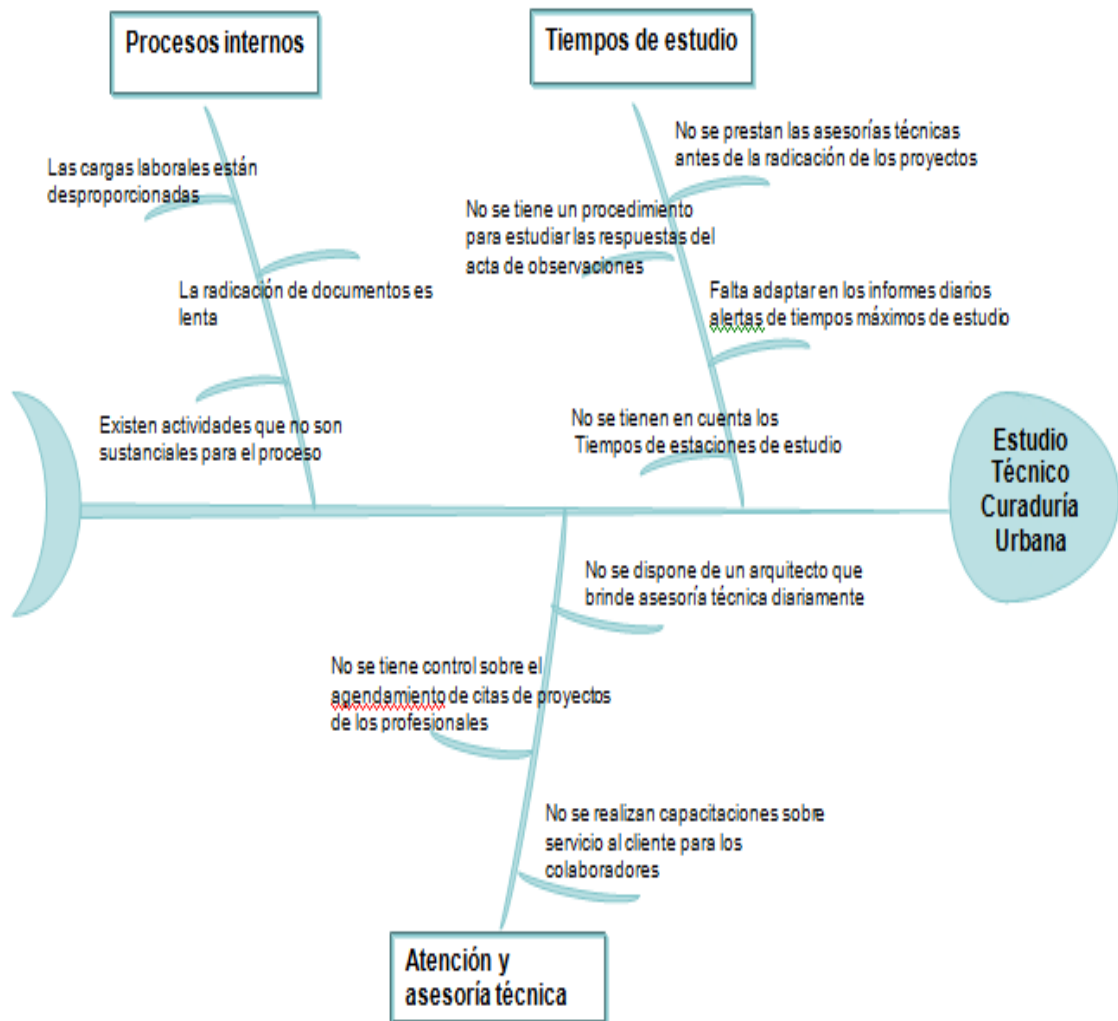 Procesos internos
Las cargas laborales están
desproporcionadas
La radicación de documentos es
lenta
Existen actividades que no son
sustanciales para el proceso
Tiempos de estudio
No se prestan las asesorías técnicas
antes de la radicación de los proyectos
No se tiene un procedimiento
para estudiar las respuestas del
acta de observaciones
Falta adaptar en los informes diarios
alertas de tiempos máximos de estudio
No se tienen en cuenta los
Tiempos de estaciones de estudio
Estudio
Técnico
Curaduría
Urbana
No se dispone de un arquitecto que
brinde asesoría técnica diariamente
No se tiene control sobre el
agendamiento de citas de proyectos
de los profesionales
No se realizan capacitaciones sobre
servicio al cliente para los
colaboradores
Atención y
asesoría técnica